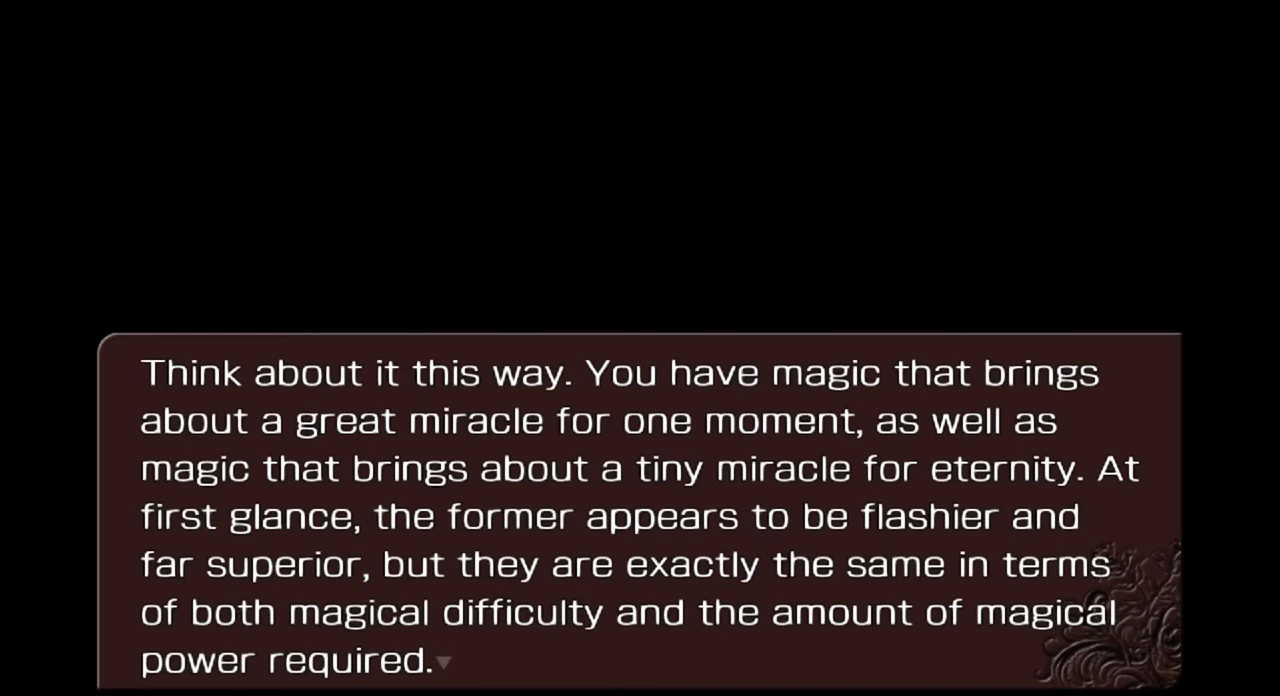 Think about it this way. You have magic that brings
about a great miracle for one moment, as well as
magic that brings about a tiny miracle for eternity. At
first glance, the former appears to be flashier and
far superior, but they are exactly the same in terms
of both magical difficulty and the amount of magical
power required.